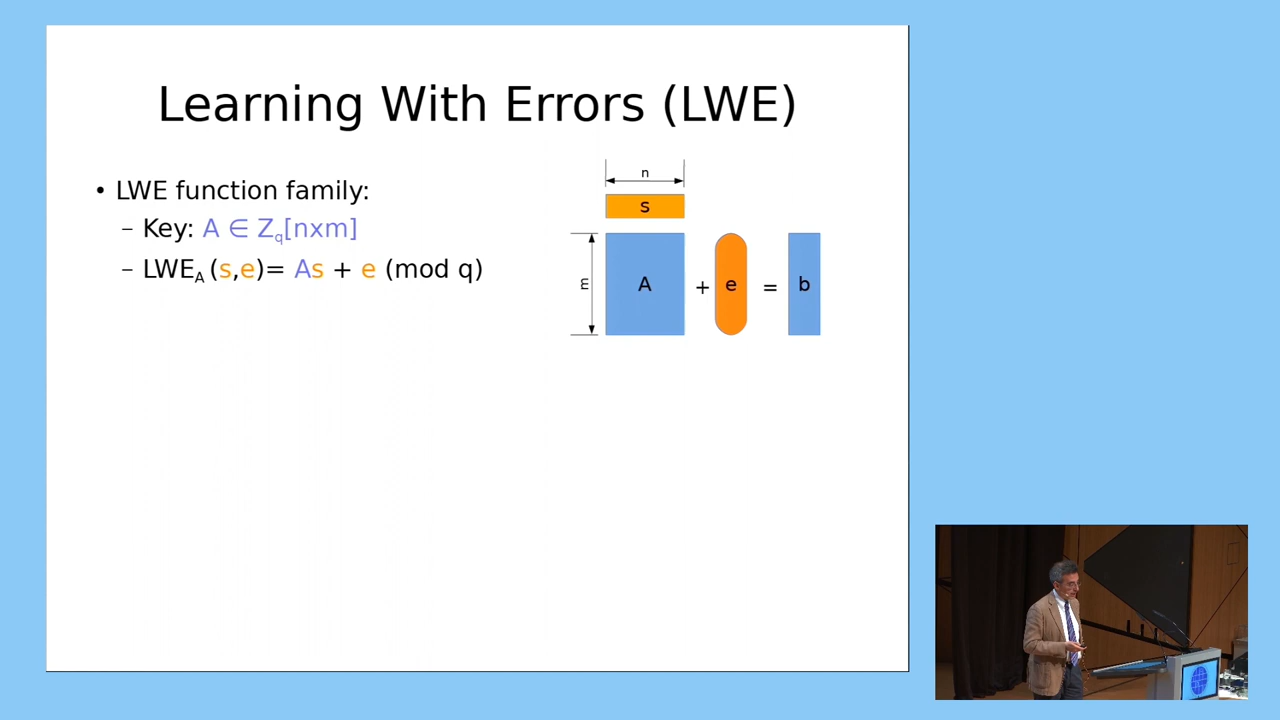 Learning With Errors (LWE)
• LWE function family:
– Key: A ∈ Zq[nxm]
– LWEA (s,e)= As + e (mod q)
n
s
m
A + e = b